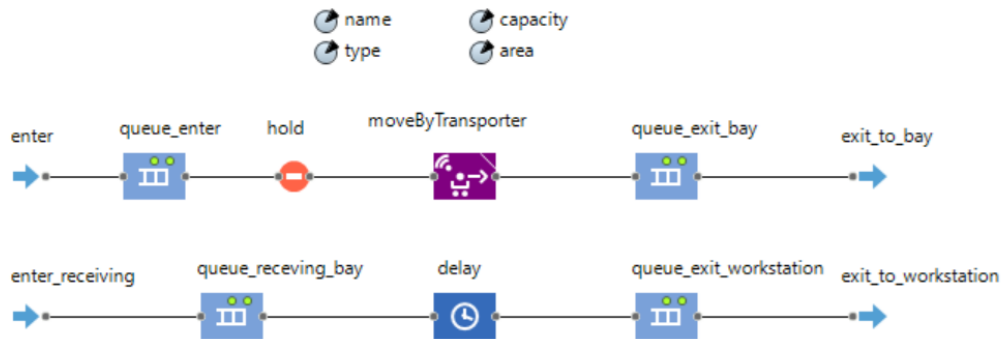 name capacity
type area
enter queue_enter hold moveByTransporter queue_exit_bay exit_to_bay
enter_receiving queue_receving_bay delay queue_exit_workstation exit_to_workstation